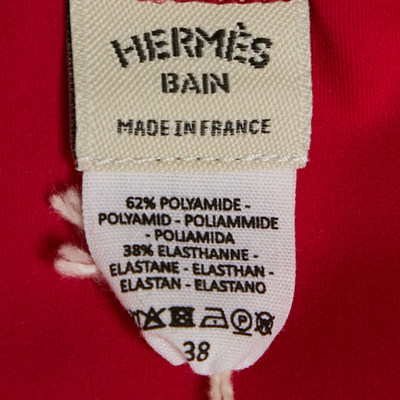 HERMÈS
BAIN
MADE IN FRANCE
62% POLYAMIDE -
POLYAMID - POLIAMMIDE
- POLIAMIDA
38% ELASTHANNE -
ELASTANE - ELASTHAN -
ELASTAN - ELASTANO
P
38